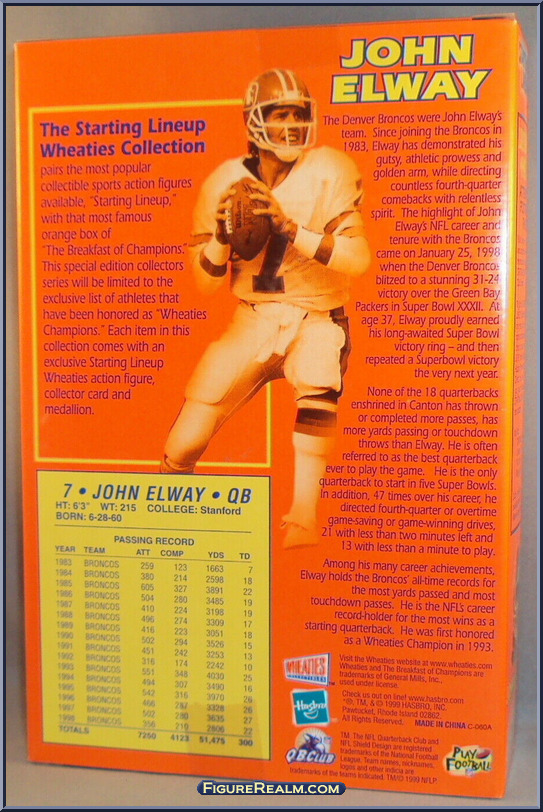 JOHN
ELWAY
The Starting Lineup
Wheaties Collection
pairs the most popular
collectible sports action figures
available, "Starting Lineup,"
with that most famous
orange box of
"The Breakfast of Champions."
This special edition collectors
series will be limited to the
exclusive list of athletes that
have been honored as "Wheaties
Champions." Each item in this
collection comes with an
exclusive Starting Lineup
Wheaties action figure,
collector card and
medallion.
The Denver Broncos were John Elway's
team. Since joining the Broncos in
1983, Elway has demonstrated his
gutsy, athletic prowess and
golden arm, while directing
countless fourth-quarter
comebacks with relentless
spirit. The highlight of John
Elway's NFL career and
tenure with the Broncos
came on January 25, 1998
when the Denver Broncos
blitzed to a stunning 31-24
victory over the Green Bay
Packers in Super Bowl XXXII. At
age 37, Elway proudly earned
his long-awaited Super Bowl
victory ring – and then
repeated a Superbowl victory
the very next year.
None of the 18 quarterbacks
enshrined in Canton has thrown
or completed more passes, has
more yards passing or touchdown
throws than Elway. He is often
referred to as the best quarterback
ever to play the game. He is the only
quarterback to start in five Super Bowls.
In addition, 47 times over his career, he
directed fourth-quarter or overtime
game-saving or game-winning drives,
21 with less than two minutes left and
13 with less than a minute to play.
Among his many career achievements,
Elway holds the Broncos' all-time records for
the most yards passed and most
touchdown passes. He is the NFL's career
record-holder for the most wins as a
starting quarterback. He was first honored
as a Wheaties Champion in 1993.
7
7 • JOHN ELWAY • QB
HT: 6'3" WT: 215 COLLEGE: Stanford
BORN: 6-28-60
PASSING RECORD
YEAR TEAM ATT COMP YDS TD
1983 BRONCOS 259 123 1663 7
1984 BRONCOS 380 214 2598 18
1985 BRONCOS 605 327 3891 22
1986 BRONCOS 504 280 3485 19
1987 BRONCOS 410 224 3198 19
1988 BRONCOS 496 274 3309 17
1989 BRONCOS 416 223 3051 18
1990 BRONCOS 502 294 3526 15
1991 BRONCOS 451 242 3253 13
1992 BRONCOS 316 174 2242 10
1993 BRONCOS 551 348 4030 25
1994 BRONCOS 494 307 3490 16
1995 BRONCOS 542 316 3970 26
1996 BRONCOS 466 287 3328 26
1997 BRONCOS 502 280 3635 27
1998 BRONCOS 356 210 2806 22
TOTALS 7250 4123 51,475 300
WHEATIES
Visit the Wheaties website at www.wheaties.com
Wheaties and The Breakfast of Champions are
trademarks of General Mills, Inc.,
used under license.
Hasbro
Check us out on line! www.hasbro.com
®, TM, & © 1999 HASBRO, INC.
Pawtucket, Rhode Island 02862.
All Rights Reserved. MADE IN CHINA C-060A
QB CLUB
TM. The NFL Quarterback Club and
NFL Shield Design are registered
trademarks of the National Football
League. Team names, nicknames,
logos and other indicia are
trademarks of the teams indicated. TM/© 1999 NFLP
PLAY
FOOTBALL
FIGUREREALM.COM